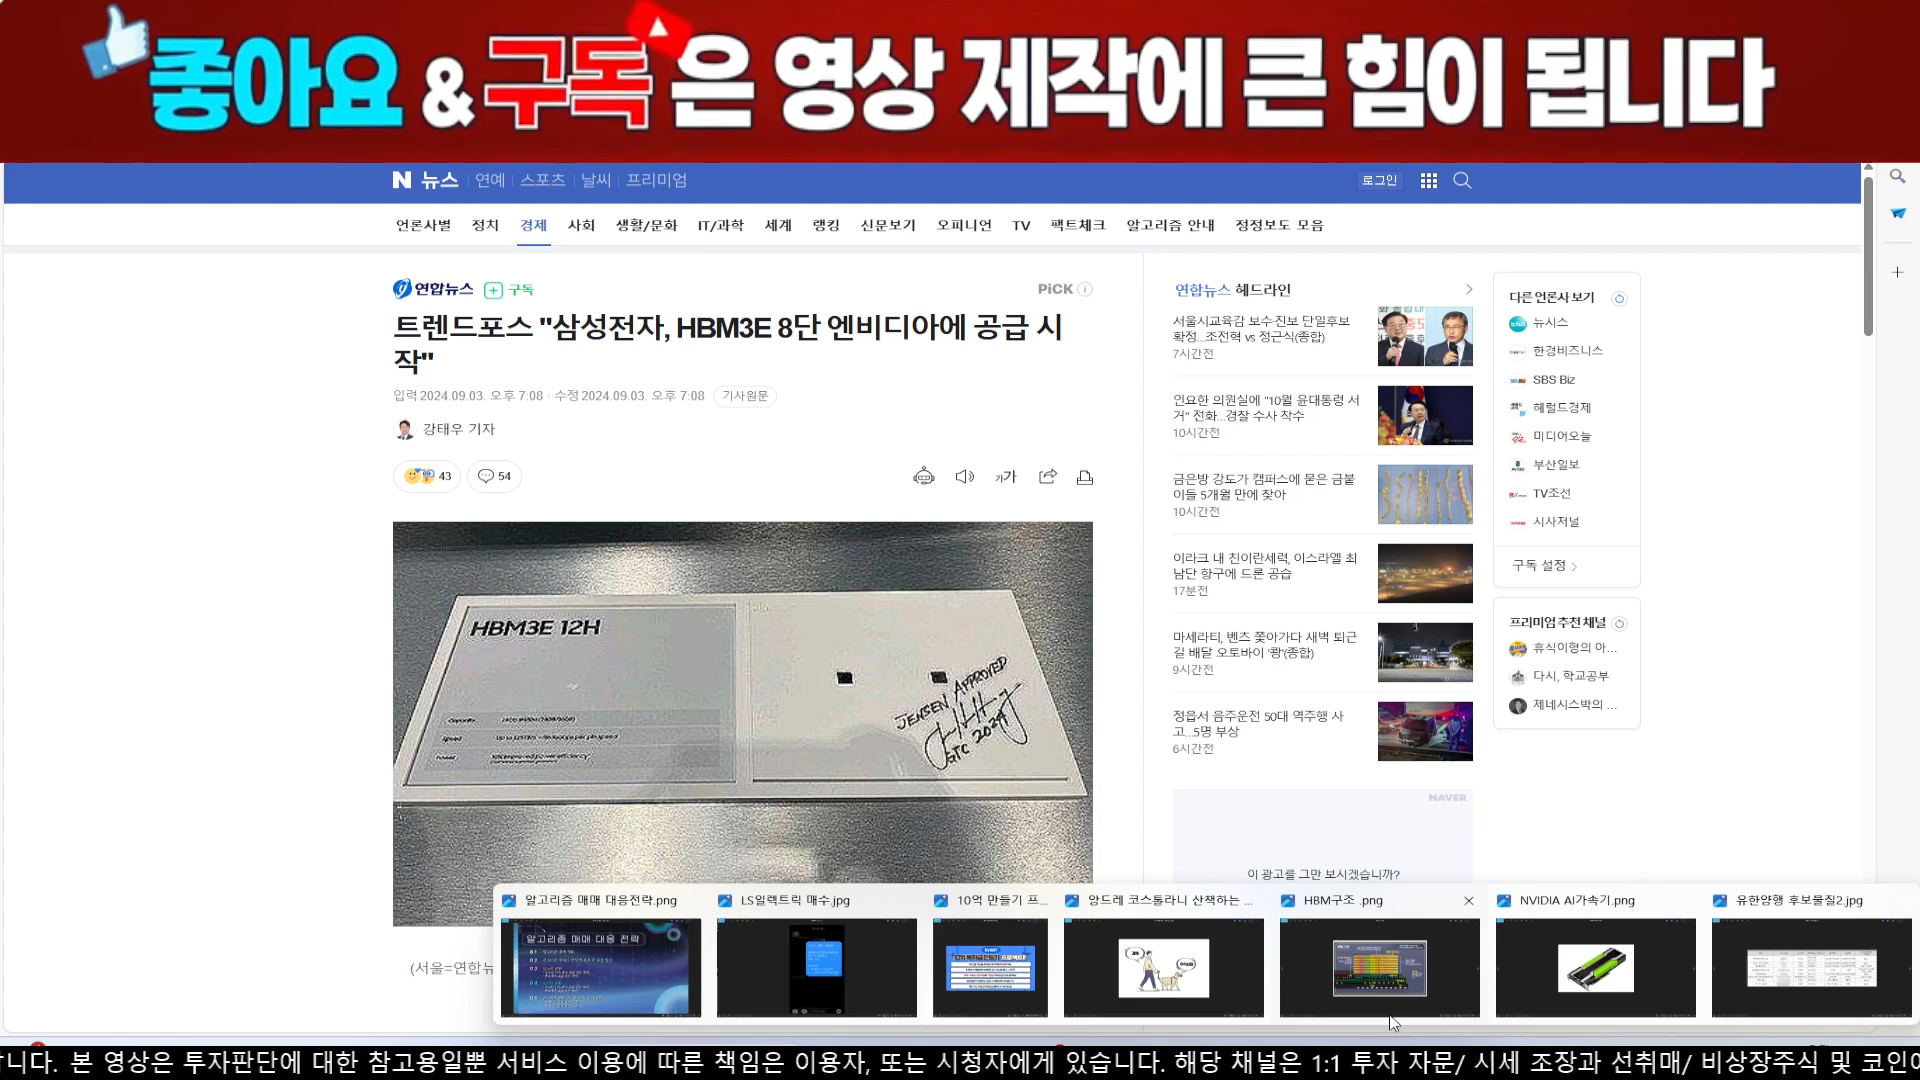 좋아요 & 구독은 영상 제작에 큰 힘이 됩니다
N 뉴스 연예 스포츠 날씨 프리미엄
로그인
언론사별 정치 경제 사회 생활/문화 IT/과학 세계 랭킹 신문보기 오피니언 TV 팩트체크 알고리즘 안내 정정보도 모음
연합뉴스 구독
PiCK
트렌드포스 "삼성전자, HBM3E 8단 엔비디아에 공급 시
작"
입력 2024.09.03. 오후 7:08 · 수정 2024.09.03. 오후 7:08 기사원문
강태우 기자
43 54
가가
HBM3E 12H
Capacity
Speed
Power
JENSEN APPROVED
GTC 2024
(서울=연합뉴
연합뉴스 헤드라인
서울시교육감 보수·진보 단일후보
확정…조전혁 vs 정근식(종합)
7시간전
인요한 의원실에 "10월 윤대통령 서
거" 전화…경찰 수사 착수
10시간전
금은방 강도가 캠퍼스에 묻은 금붙
이들 5개월 만에 찾아
10시간전
이라크 내 친이란세력, 이스라엘 최
남단 항구에 드론 공습
17분전
마세라티, 벤츠 쫓아가다 새벽 퇴근
길 배달 오토바이 '쾅'(종합)
9시간전
정읍서 음주운전 50대 역주행 사
고…5명 부상
6시간전
NAVER
이 광고를 그만 보시겠습니까?
다른 언론사 보기
뉴시스
한경비즈니스
SBS Biz
헤럴드경제
미디어오늘
부산일보
TV조선
시사저널
구독 설정
프리미엄 추천 채널
휴식이형의 아...
다시, 학교공부
제네시스박의 ...
알고리즘 매매 대응전략.png
LS일렉트릭 매수.jpg
10억 만들기 프...
앙드레 코스톨라니 산책하는 ...
HBM구조 .png
NVIDIA AI가속기.png
유한양행 후보물질2.jpg
알고리즘 매매 대응 전략
니다. 본 영상은 투자판단에 대한 참고용일뿐 서비스 이용에 따른 책임은 이용자, 또는 시청자에게 있습니다. 해당 채널은 1:1 투자 자문/ 시세 조장과 선취매/ 비상장주식 및 코인에